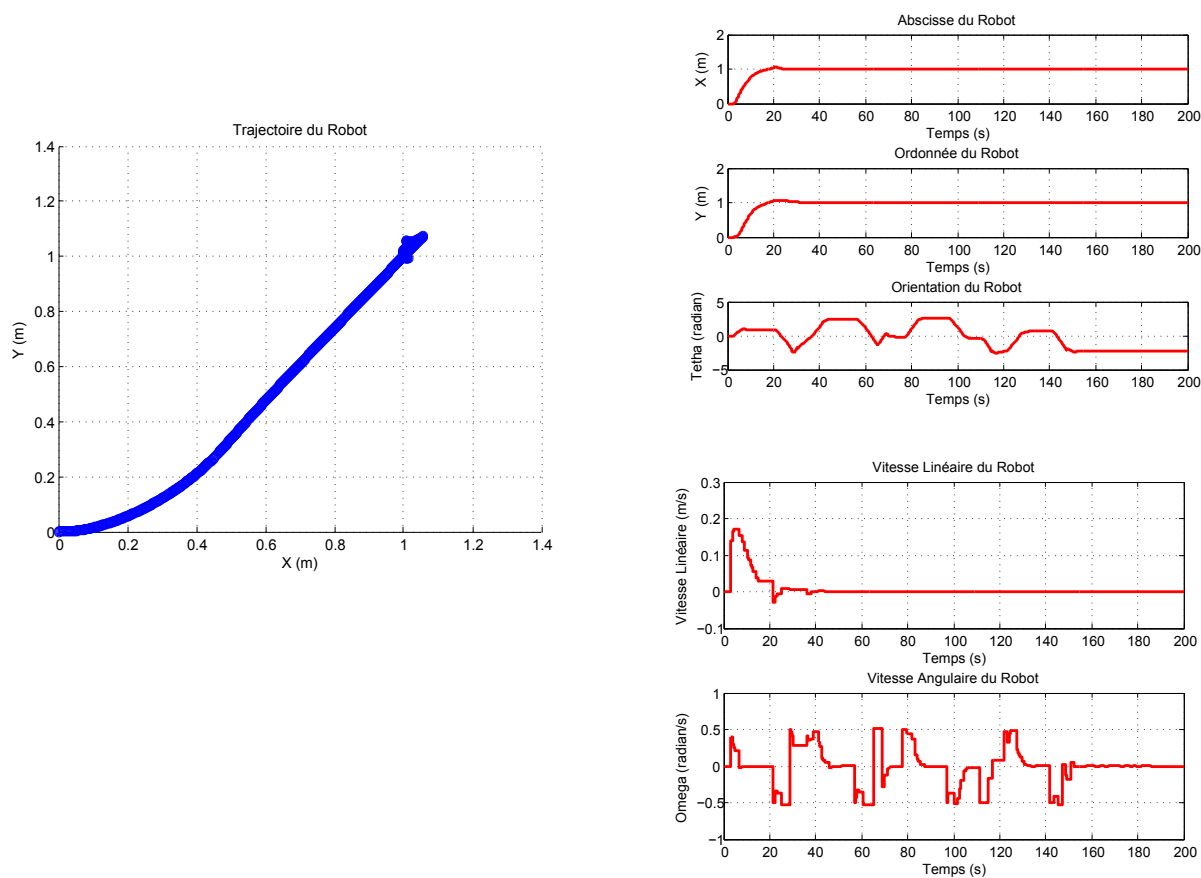 Trajectoire du Robot
1.4
1.2
1
0.8
0.6
0.4
0.2
0
Y (m)
0 0.2 0.4 0.6 0.8 1 1.2 1.4
X (m)
Abscisse du Robot
2
1
0
X (m)
0 20 40 60 80 100 120 140 160 180 200
Temps (s)
Ordonnée du Robot
2
1
0
Y (m)
0 20 40 60 80 100 120 140 160 180 200
Temps (s)
Orientation du Robot
5
0
−5
Tetha (radian)
0 20 40 60 80 100 120 140 160 180 200
Temps (s)
Vitesse Linéaire du Robot
0.3
0.2
0.1
0
−0.1
Vitesse Linéaire (m/s)
0 20 40 60 80 100 120 140 160 180 200
Temps (s)
Vitesse Angulaire du Robot
1
0.5
0
−0.5
−1
Omega (radian/s)
0 20 40 60 80 100 120 140 160 180 200
Temps (s)